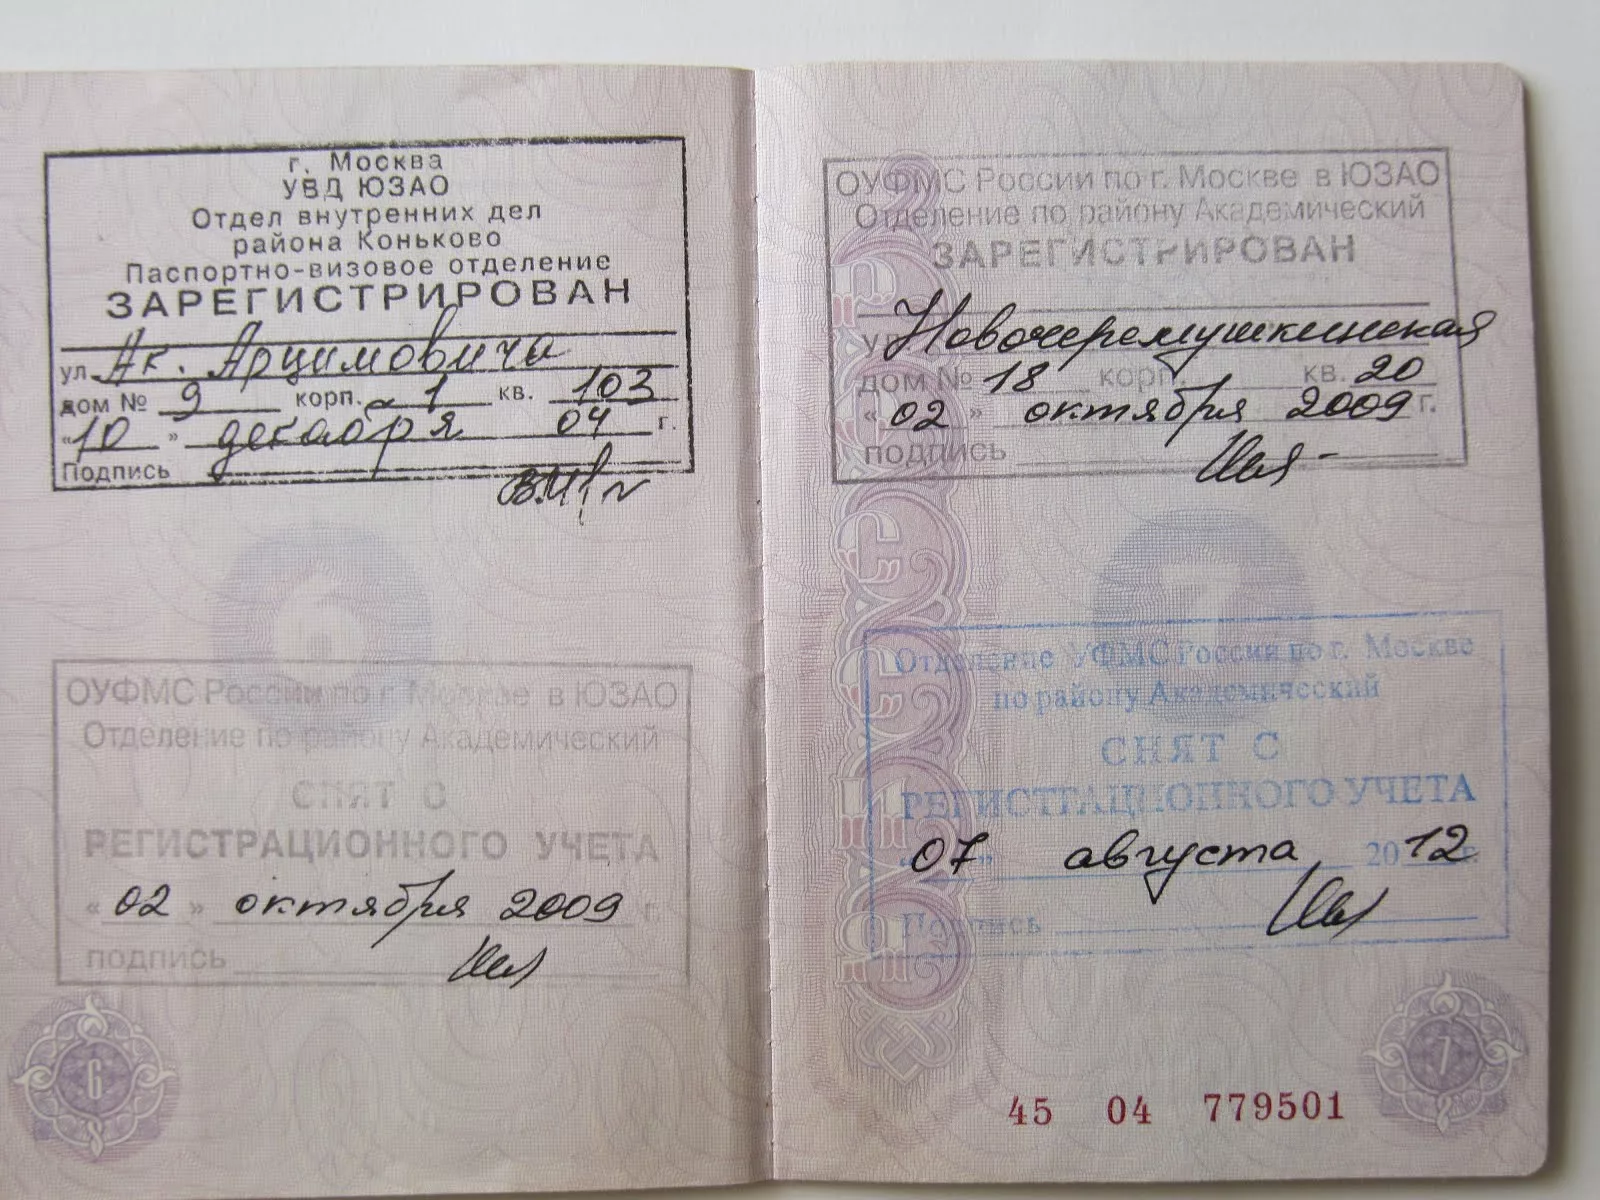 г. Москва
УВД ЮЗАО
Отдел внутренних дел
района Коньково
Паспортно-визовое отделение
ЗАРЕГИСТРИРОВАН
ул. Ак. Арцимовича
дом № 9 корп. 1 кв. 103
"10" декабря 04 г.
Подпись
ОУФМС России по г. Москве в ЮЗАО
Отделение по району Академический
СНЯТ С
РЕГИСТРАЦИОННОГО УЧЕТА
"02" октября 2009 г.
подпись
6
ОУФМС России по г. Москве в ЮЗАО
Отделение по району Академический
ЗАРЕГИСТРИРОВАН
ул. Новочеремушкинская
дом № 18 корп. кв. 20
"02" октября 2009 г.
подпись
Отделение УФМС России по г. Москве
по району Академический
СНЯТ С
РЕГИСТРАЦИОННОГО УЧЕТА
"07" августа 2012 г.
Подпись
45 04 779501
7